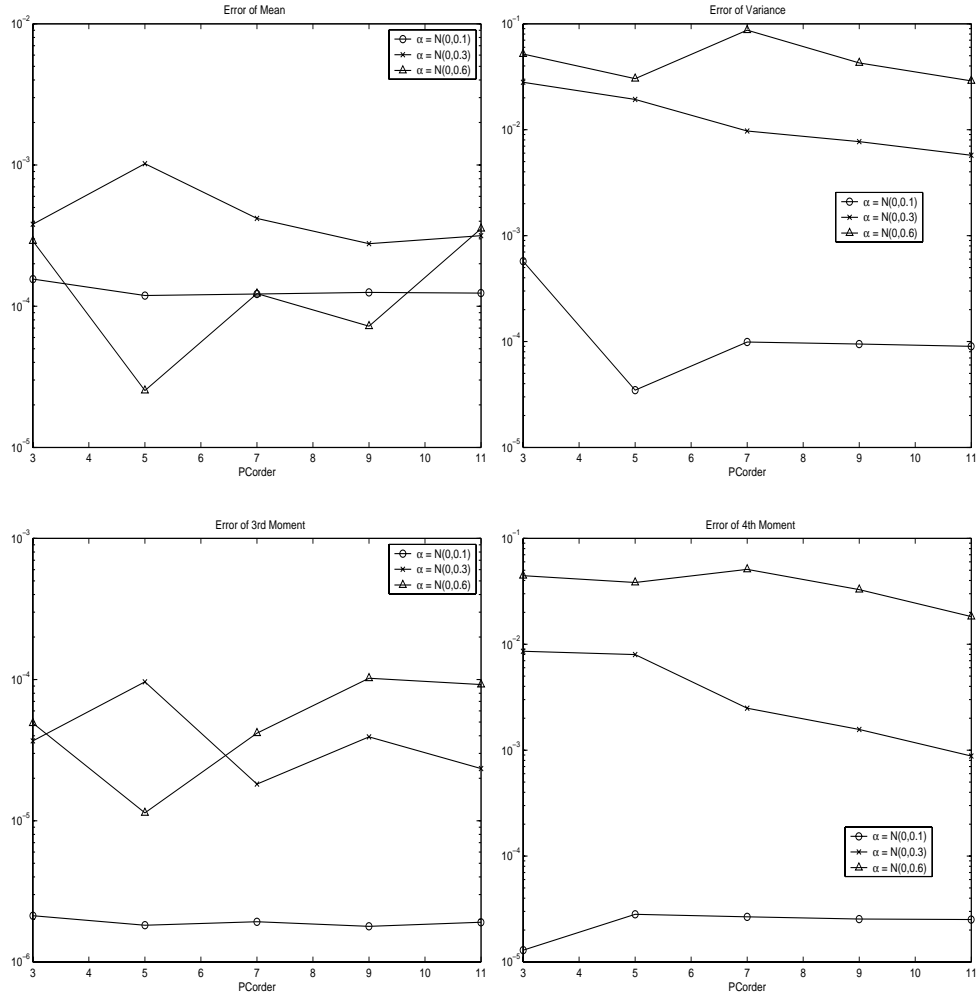 Error of Mean
10^−2
10^−3
10^−4
10^−5
α = N(0,0.1)
α = N(0,0.3)
α = N(0,0.6)
3 4 5 6 7 8 9 10 11
PCorder
Error of Variance
10^−1
10^−2
10^−3
10^−4
10^−5
α = N(0,0.1)
α = N(0,0.3)
α = N(0,0.6)
3 4 5 6 7 8 9 10 11
PCorder
Error of 3rd Moment
10^−3
10^−4
10^−5
10^−6
α = N(0,0.1)
α = N(0,0.3)
α = N(0,0.6)
3 4 5 6 7 8 9 10 11
PCorder
Error of 4th Moment
10^−1
10^−2
10^−3
10^−4
10^−5
α = N(0,0.1)
α = N(0,0.3)
α = N(0,0.6)
3 4 5 6 7 8 9 10 11
PCorder